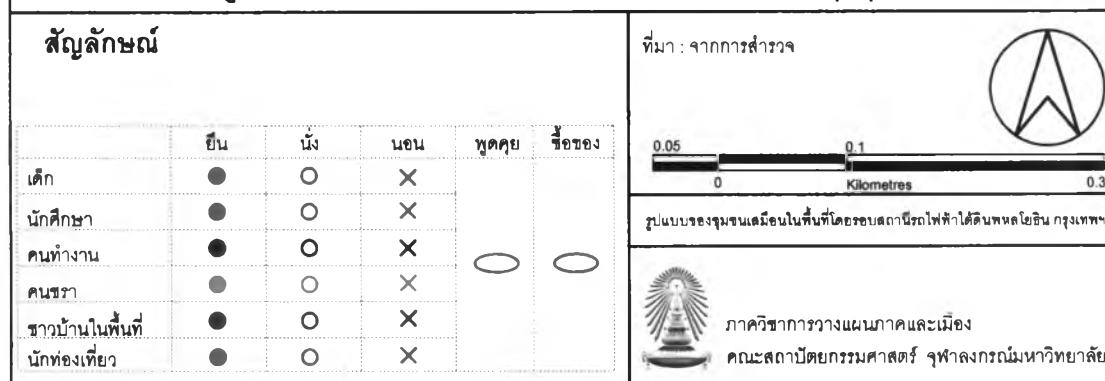 สัญลักษณ์
ยืน นั่ง นอน พูดคุย ซื้อของ
เด็ก
นักศึกษา
คนทำงาน
คนชรา
ชาวบ้านในพื้นที่
นักท่องเที่ยว
ที่มา : จากการสำรวจ
0.05 0.1
0 Kilometres 0.3
รูปแบบของชุมชนเสมือนในพื้นที่โดยรอบสถานีรถไฟฟ้าใต้ดินพหลโยธิน กรุงเทพฯ
ภาควิชาการวางแผนภาคและเมือง
คณะสถาปัตยกรรมศาสตร์ จุฬาลงกรณ์มหาวิทยาลัย